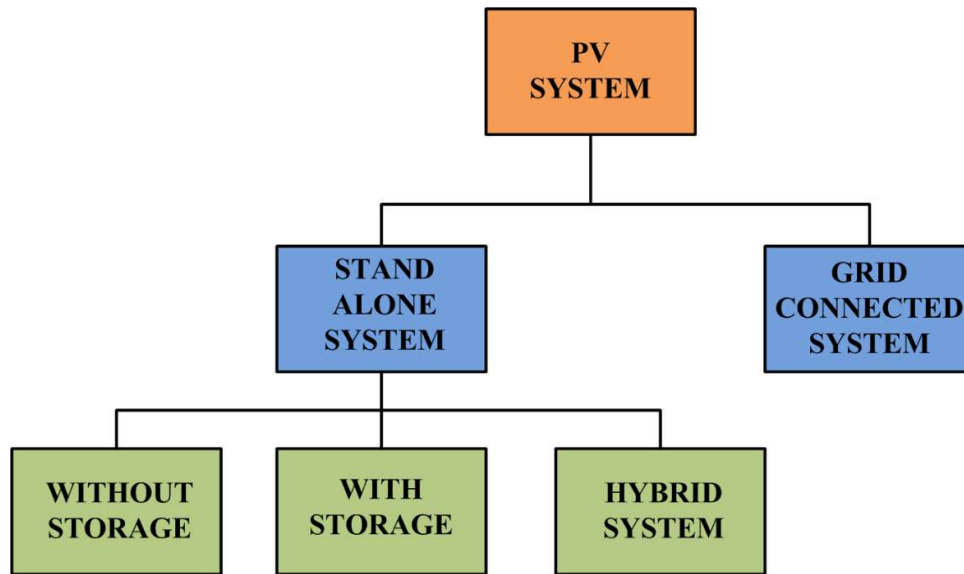 PV
SYSTEM
STAND
ALONE
SYSTEM
GRID
CONNECTED
SYSTEM
WITHOUT
STORAGE
WITH
STORAGE
HYBRID
SYSTEM